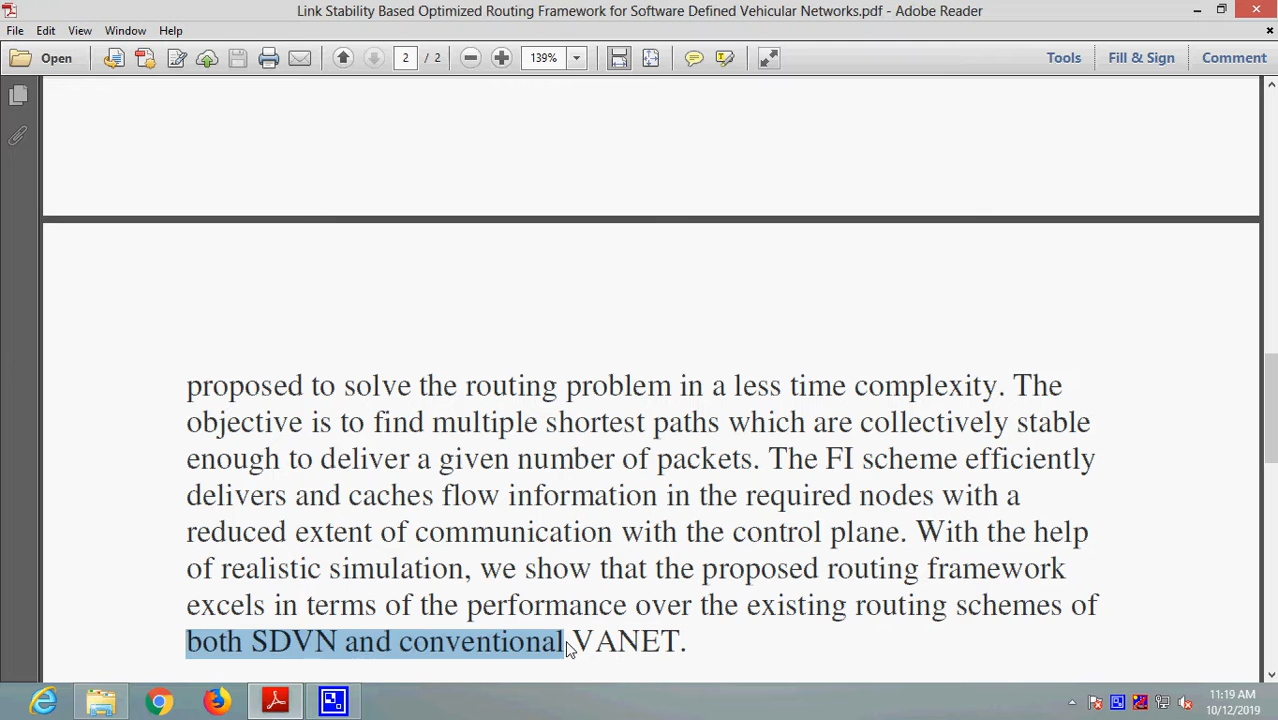 Link Stability Based Optimized Routing Framework for Software Defined Vehicular Networks.pdf - Adobe Reader
File Edit View Window Help
Open 2 / 2 139% Tools Fill & Sign Comment
proposed to solve the routing problem in a less time complexity. The
objective is to find multiple shortest paths which are collectively stable
enough to deliver a given number of packets. The FI scheme efficiently
delivers and caches flow information in the required nodes with a
reduced extent of communication with the control plane. With the help
of realistic simulation, we show that the proposed routing framework
excels in terms of the performance over the existing routing schemes of
both SDVN and conventional VANET.
11:19 AM
10/12/2019